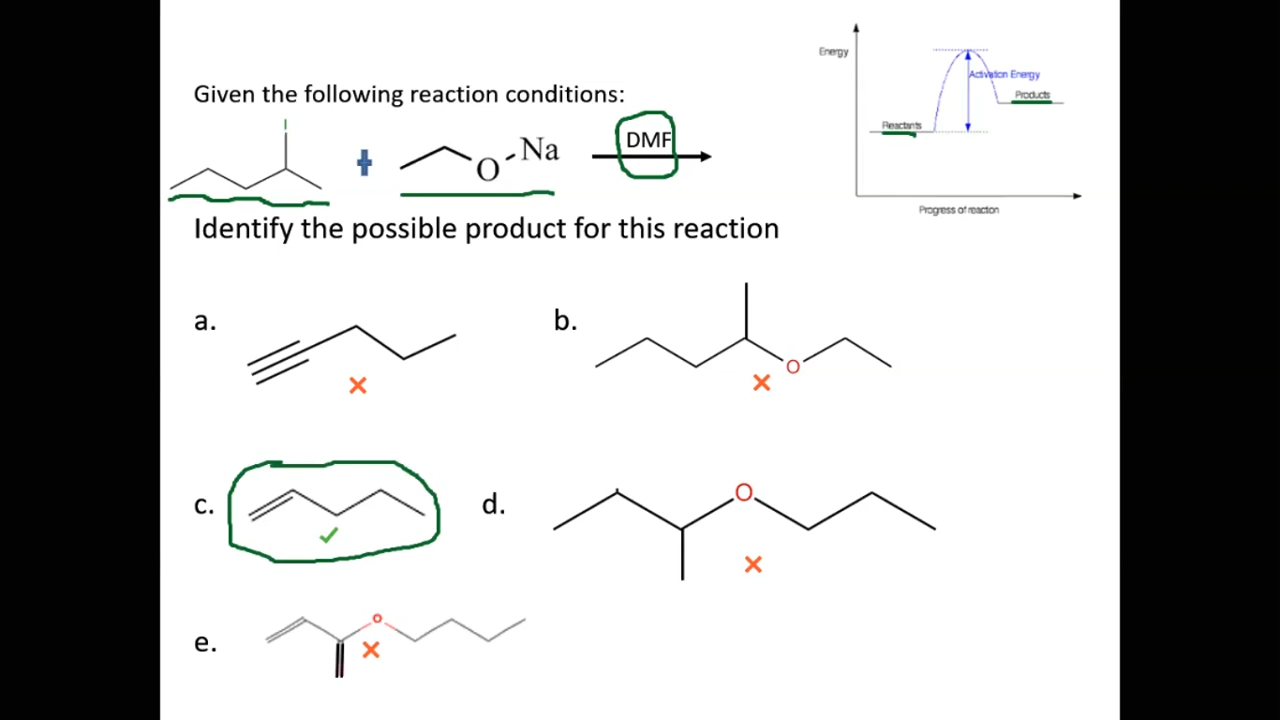 Energy
Activation Energy
Products
Reactants
Progress of reaction
Given the following reaction conditions:
I
O
Na
DMF
Identify the possible product for this reaction
a.
b.
O
c.
d.
O
e.
O